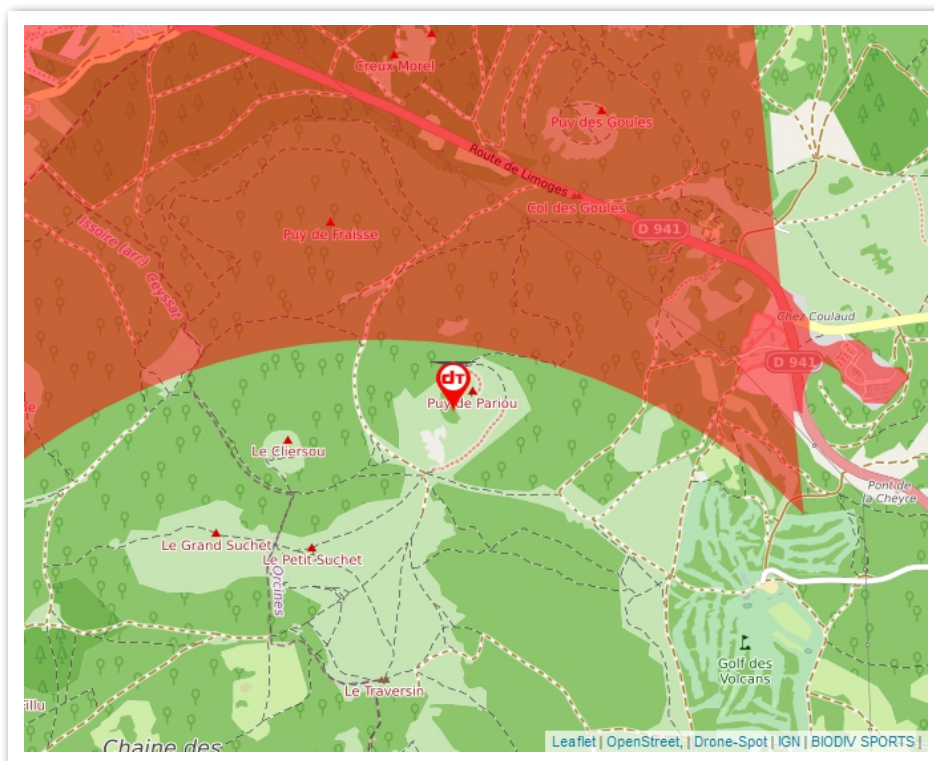 Creux Morel
Puy des Goules
Route de Limoges
Col des Goules
Puy de Fraisse
D 941
Issoire (arr)
Ceyssat
Chez Coulaud
D 941
dT
Puy de Pariou
Le Cliersou
Pont de
la Cheyre
Le Grand Suchet
Le Petit Suchet
Orcines
Golf des
Volcans
Le Traversin
Chaine des
Leaflet | OpenStreet, | Drone-Spot | IGN | BIODIV SPORTS |